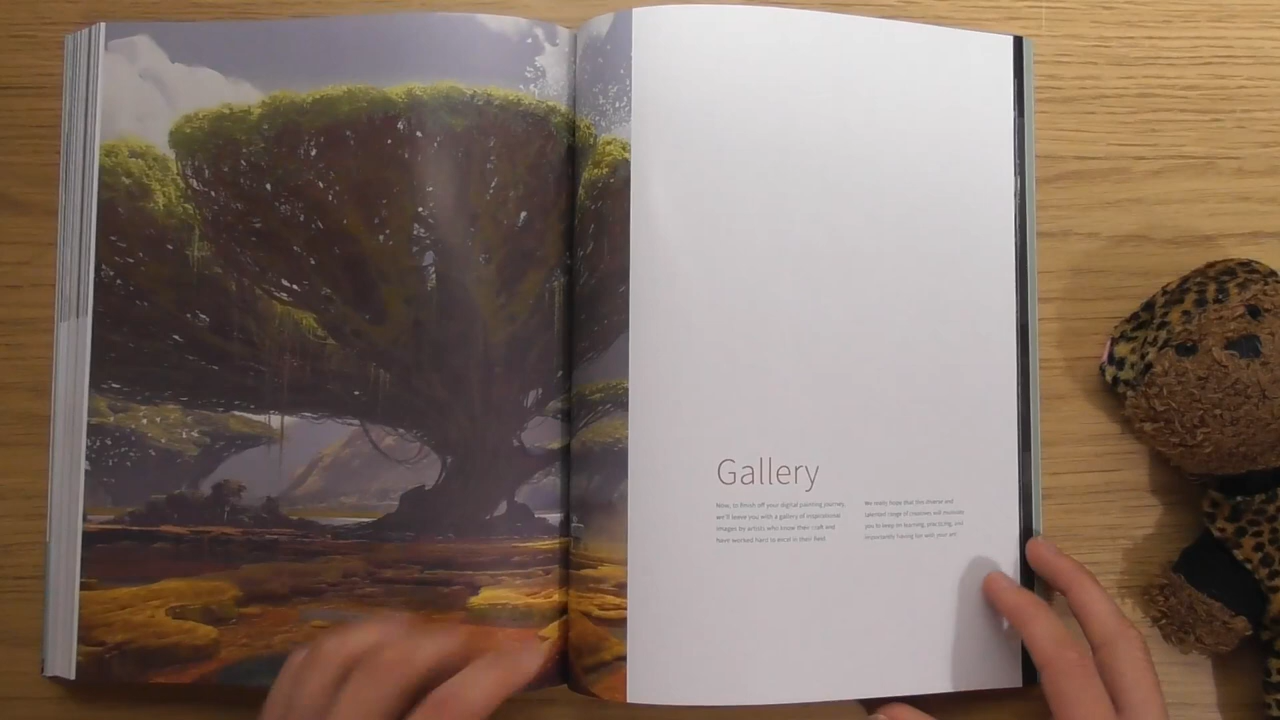 Gallery
Now, to finish off your digital painting journey,
we'll leave you with a gallery of inspirational
images by artists who know their craft and
have worked hard to excel in their field.
We really hope that this diverse and
talented range of creatives will motivate
you to keep on learning, practicing, and
importantly having fun with your art!